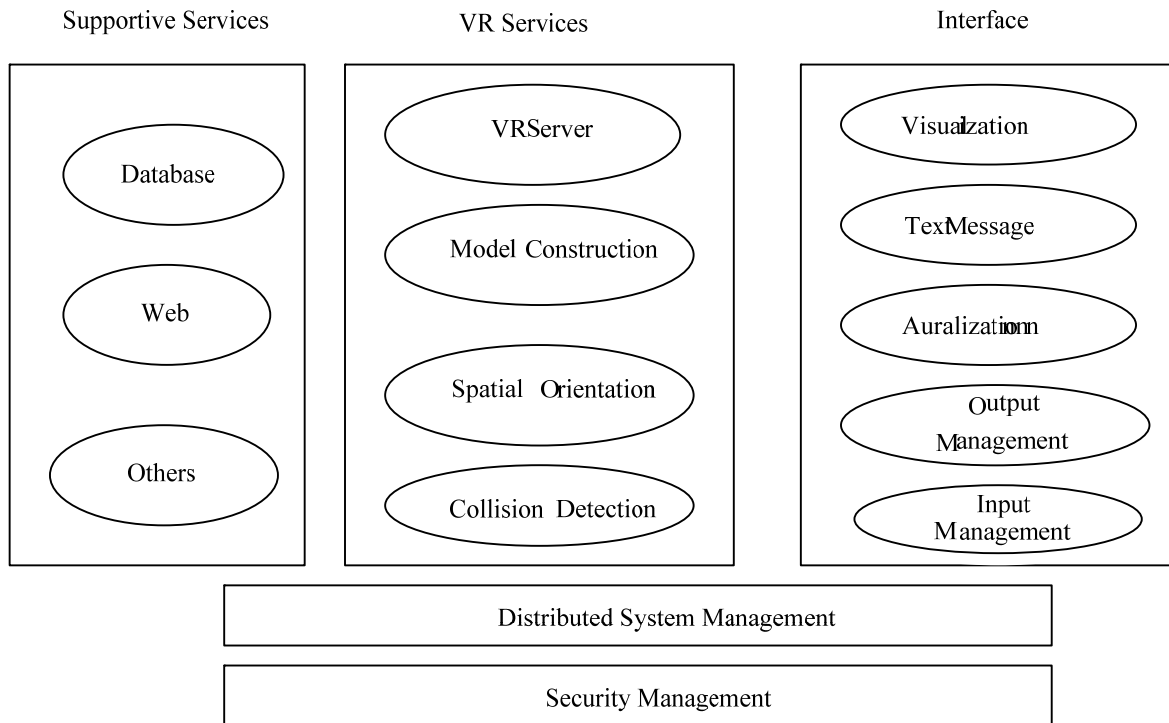 Supportive Services
VR Services
Interface
Database
Web
Others
VRServer
Model Construction
Spatial Orientation
Collision Detection
Visualization
TextMessage
Auralizationn
Output
Management
Input
Management
Distributed System Management
Security Management